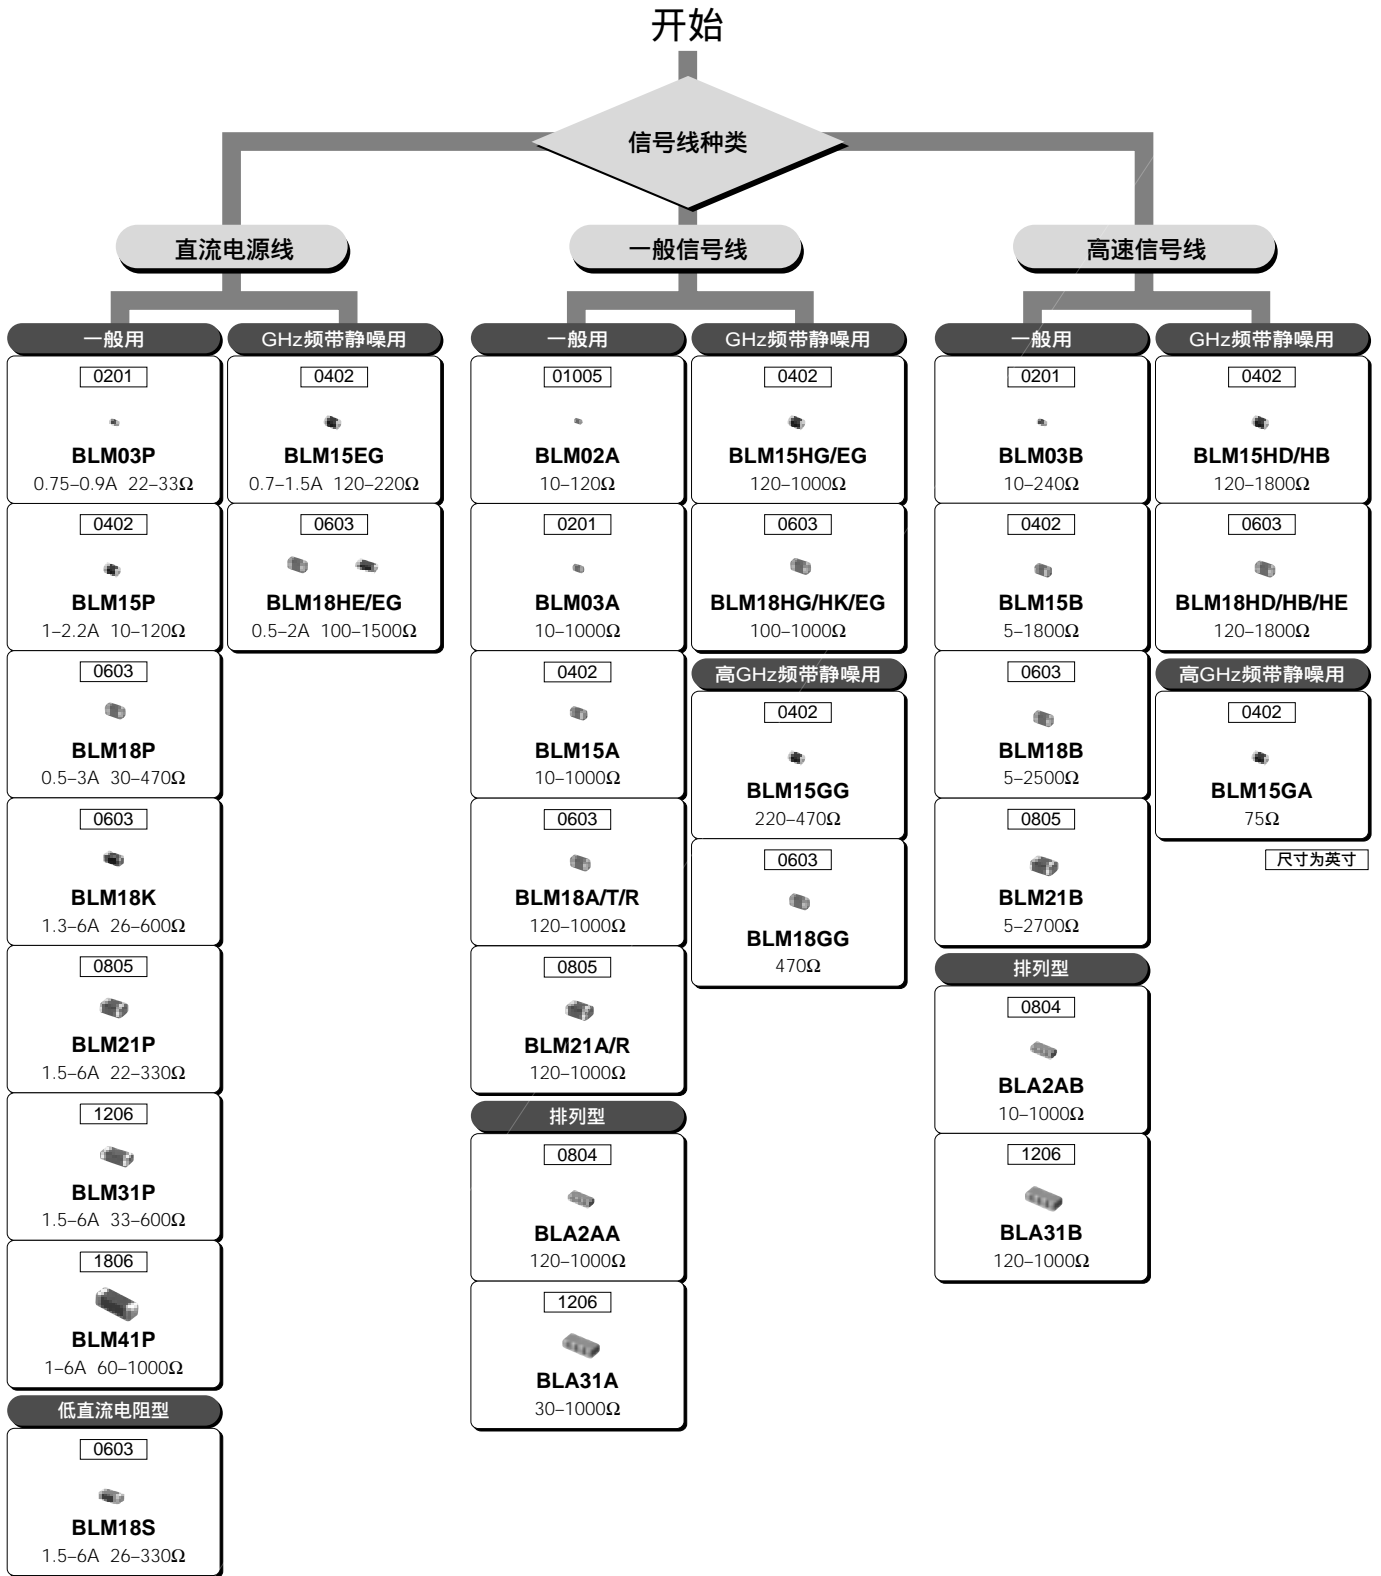 开始
信号线种类
直流电源线
一般用
0201
BLM03P
0.75–0.9A 22–33Ω
0402
BLM15P
1–2.2A 10–120Ω
0603
BLM18P
0.5–3A 30–470Ω
0603
BLM18K
1.3–6A 26–600Ω
0805
BLM21P
1.5–6A 22–330Ω
1206
BLM31P
1.5–6A 33–600Ω
1806
BLM41P
1–6A 60–1000Ω
低直流电阻型
0603
BLM18S
1.5–6A 26–330Ω
GHz频带静噪用
0402
BLM15EG
0.7–1.5A 120–220Ω
0603
BLM18HE/EG
0.5–2A 100–1500Ω
一般信号线
一般用
01005
BLM02A
10–120Ω
0201
BLM03A
10–1000Ω
0402
BLM15A
10–1000Ω
0603
BLM18A/T/R
120–1000Ω
0805
BLM21A/R
120–1000Ω
排列型
0804
BLA2AA
120–1000Ω
1206
BLA31A
30–1000Ω
GHz频带静噪用
0402
BLM15HG/EG
120–1000Ω
0603
BLM18HG/HK/EG
100–1000Ω
高GHz频带静噪用
0402
BLM15GG
220–470Ω
0603
BLM18GG
470Ω
高速信号线
一般用
0201
BLM03B
10–240Ω
0402
BLM15B
5–1800Ω
0603
BLM18B
5–2500Ω
0805
BLM21B
5–2700Ω
排列型
0804
BLA2AB
10–1000Ω
1206
BLA31B
120–1000Ω
GHz频带静噪用
0402
BLM15HD/HB
120–1800Ω
0603
BLM18HD/HB/HE
120–1800Ω
高GHz频带静噪用
0402
BLM15GA
75Ω
尺寸为英寸